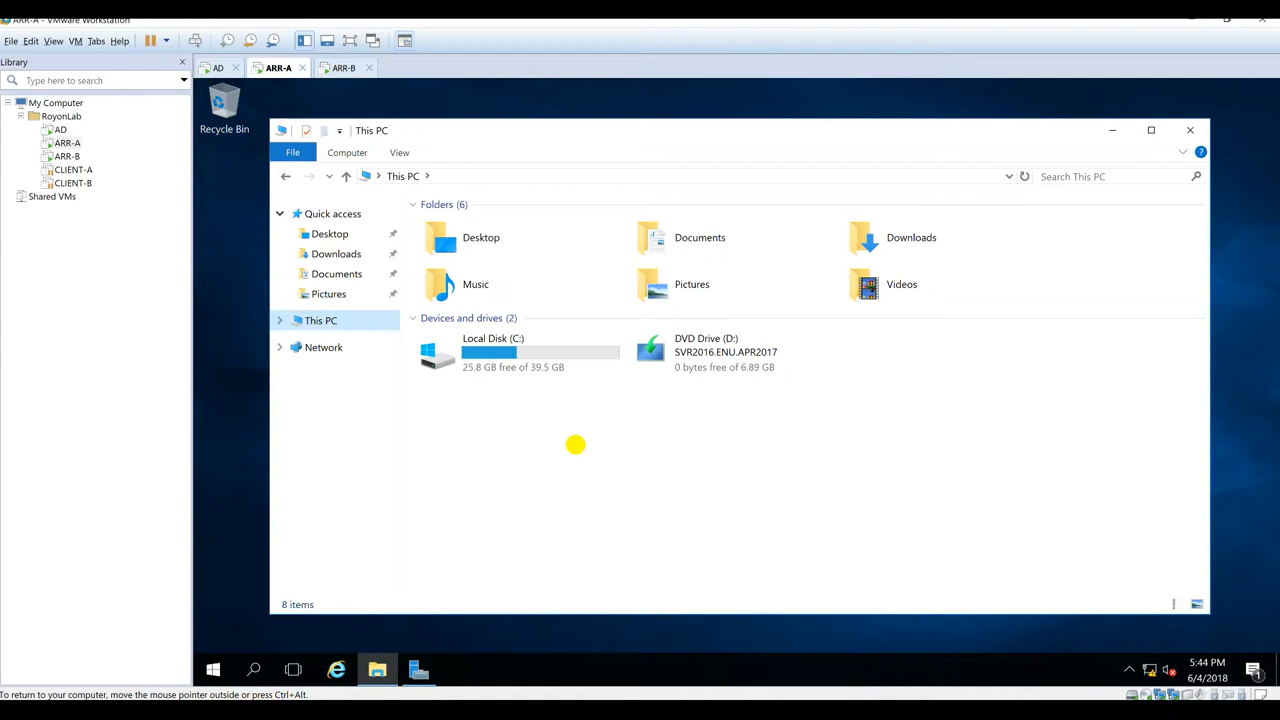 ARR-A - VMware Workstation
File Edit View VM Tabs Help
Library
Type here to search
My Computer
RoyonLab
AD
ARR-A
ARR-B
CLIENT-A
CLIENT-B
Shared VMs
AD ARR-A ARR-B
Recycle Bin
This PC
File Computer View
This PC
Search This PC
Quick access
Desktop
Downloads
Documents
Pictures
This PC
Network
Folders (6)
Desktop Documents Downloads
Music Pictures Videos
Devices and drives (2)
Local Disk (C:)
25.8 GB free of 39.5 GB
DVD Drive (D:)
SVR2016.ENU.APR2017
0 bytes free of 6.89 GB
8 items
5:44 PM
6/4/2018
1
To return to your computer, move the mouse pointer outside or press Ctrl+Alt.